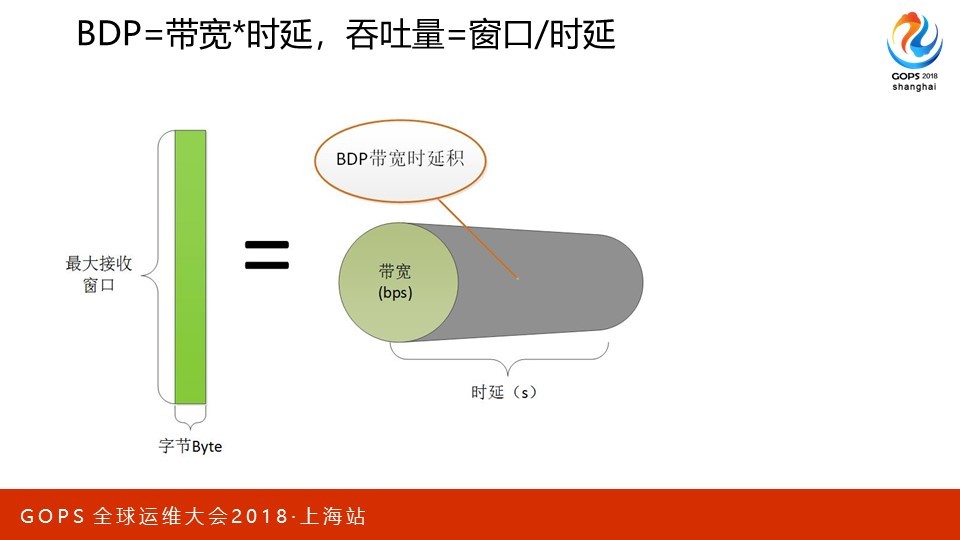 BDP=带宽*时延，吞吐量=窗口/时延
GOPS 2018
shanghai
BDP带宽时延积
最大接收
窗口
带宽
(bps)
时延（s）
字节Byte
GOPS 全球运维大会2018·上海站